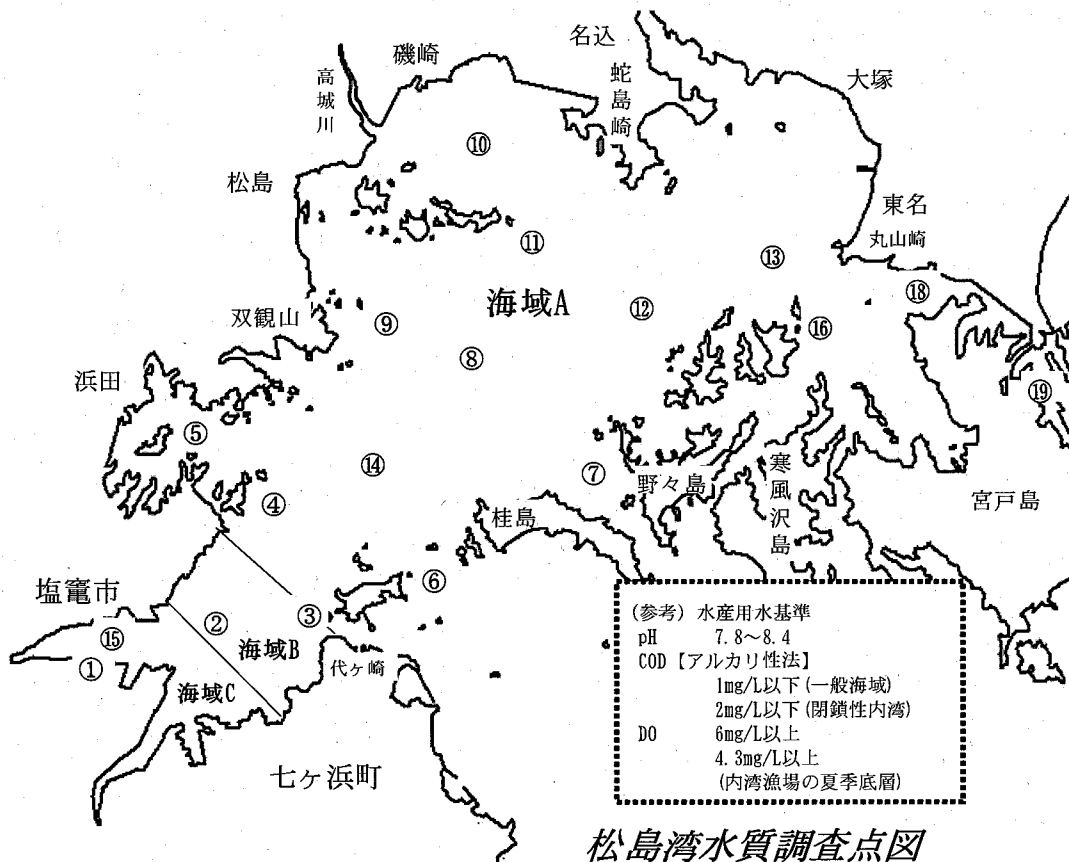 名込
磯崎
大塚
高城川
蛇島崎
⑩
松島
東名
丸山崎
⑪
⑬
⑱
海域A
⑫
双観山
⑨
⑯
⑧
浜田
⑲
⑤
⑭
⑦
野々島
寒風沢島
宮戸島
④
桂島
⑥
塩竈市
③
②
⑮
海域B
①
代ヶ崎
海域C
七ヶ浜町
(参考) 水産用水基準
pH 7.8～8.4
COD【アルカリ性法】
1mg/L以下(一般海域)
2mg/L以下(閉鎖性内湾)
DO 6mg/L以上
4.3mg/L以上
(内湾漁場の夏季底層)
松島湾水質調査点図